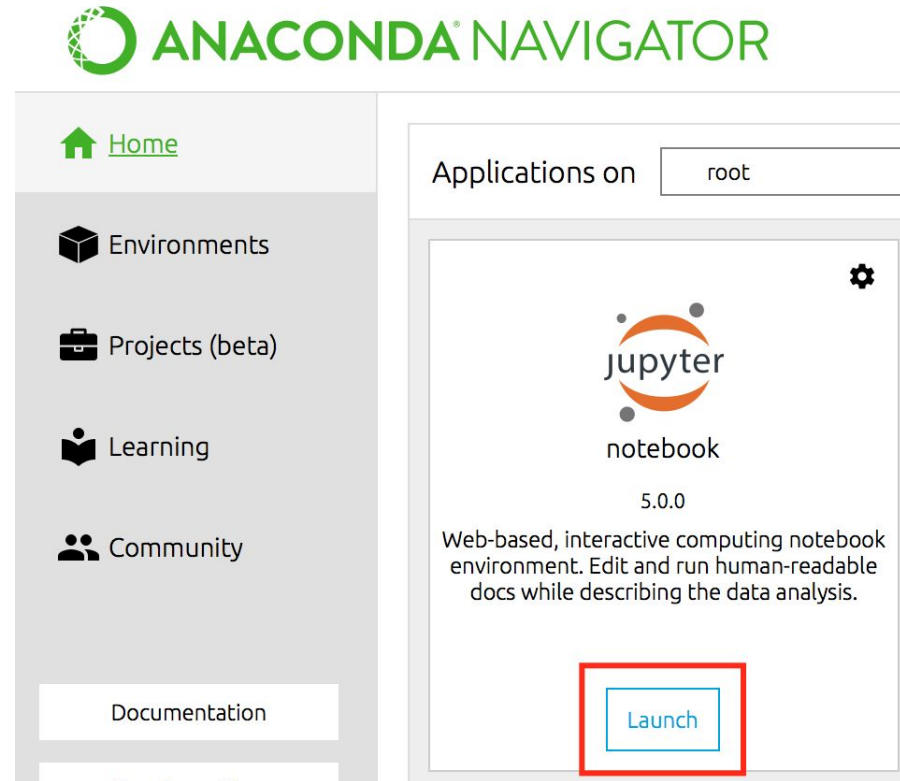 ANACONDA NAVIGATOR
Home
Environments
Projects (beta)
Learning
Community
Documentation
Applications on root
jupyter
notebook
5.0.0
Web-based, interactive computing notebook
environment. Edit and run human-readable
docs while describing the data analysis.
Launch